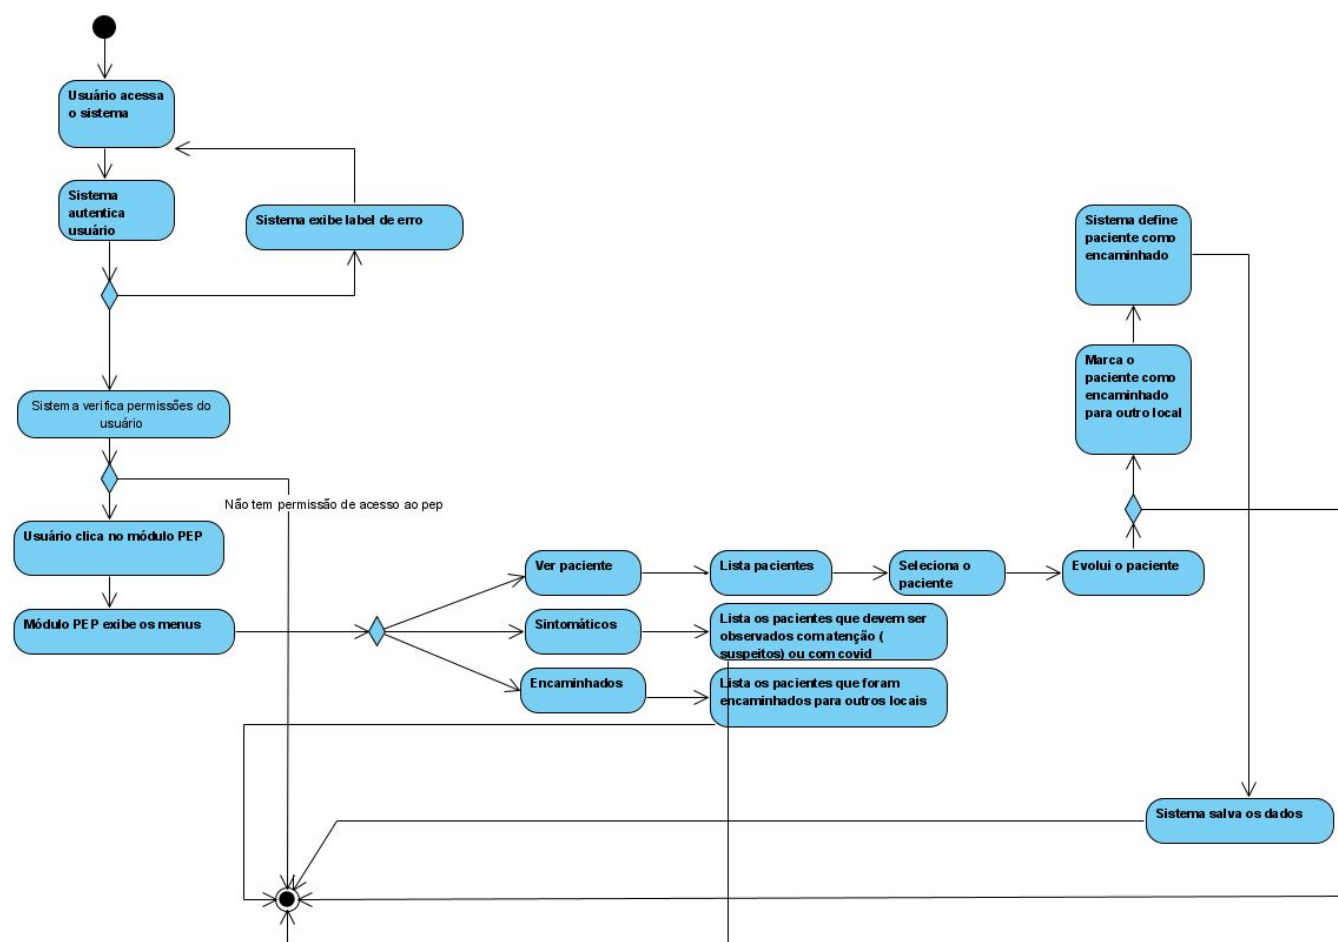 Usuário acessa
o sistema
Sistema
autentica
usuário
Sistema exibe label de erro
Sistema define
paciente como
encaminhado
Marca o
paciente como
encaminhado
para outro local
Sistema verifica permissões do
usuário
Não tem permissão de acesso ao pep
Usuário clica no módulo PEP
Módulo PEP exibe os menus
Ver paciente
Lista pacientes
Seleciona o
paciente
Evolui o paciente
Sintomáticos
Lista os pacientes que devem ser
observados com atenção (
suspeitos) ou com covid
Encaminhados
Lista os pacientes que foram
encaminhados para outros locais
Sistema salva os dados